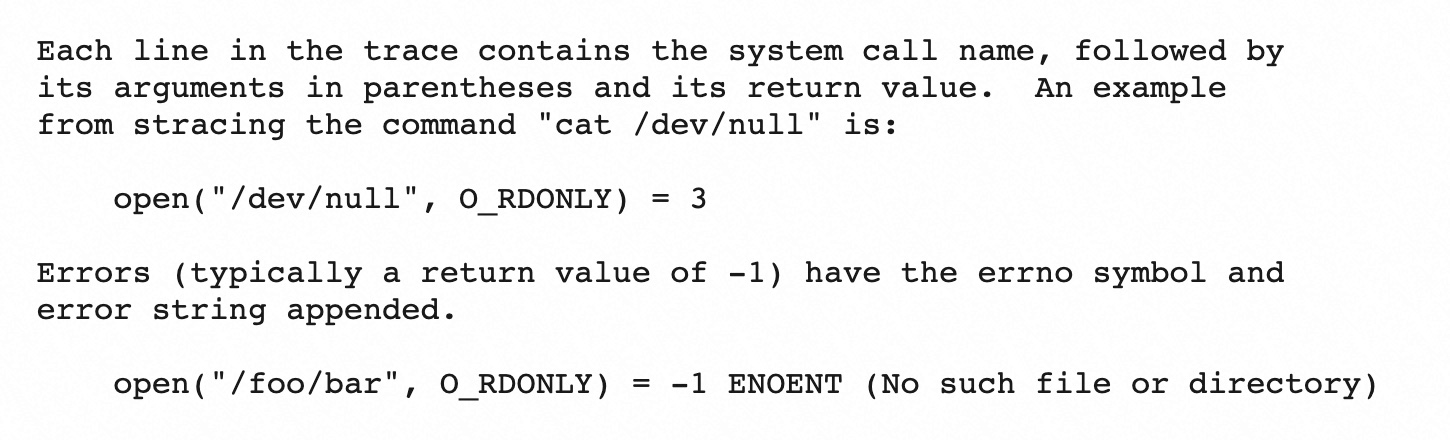 Each line in the trace contains the system call name, followed by
its arguments in parentheses and its return value.  An example
from stracing the command "cat /dev/null" is:
open("/dev/null", O_RDONLY) = 3
Errors (typically a return value of -1) have the errno symbol and
error string appended.
open("/foo/bar", O_RDONLY) = -1 ENOENT (No such file or directory)